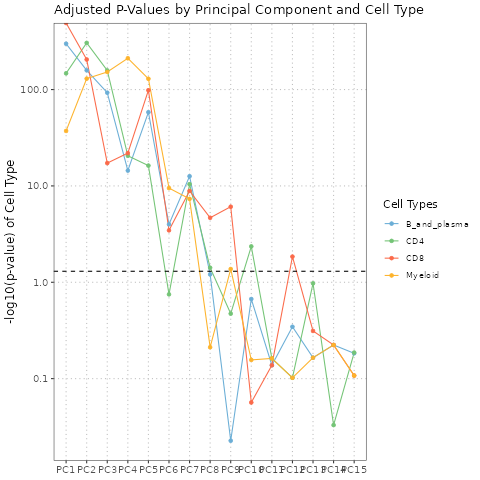 Adjusted P-Values by Principal Component and Cell Type
-log10(p-value) of Cell Type
100.0
10.0
1.0
0.1
PC1 PC2 PC3 PC4 PC5 PC6 PC7 PC8 PC9 PC10 PC11 PC12 PC13 PC14 PC15
Cell Types
B_and_plasma
CD4
CD8
Myeloid